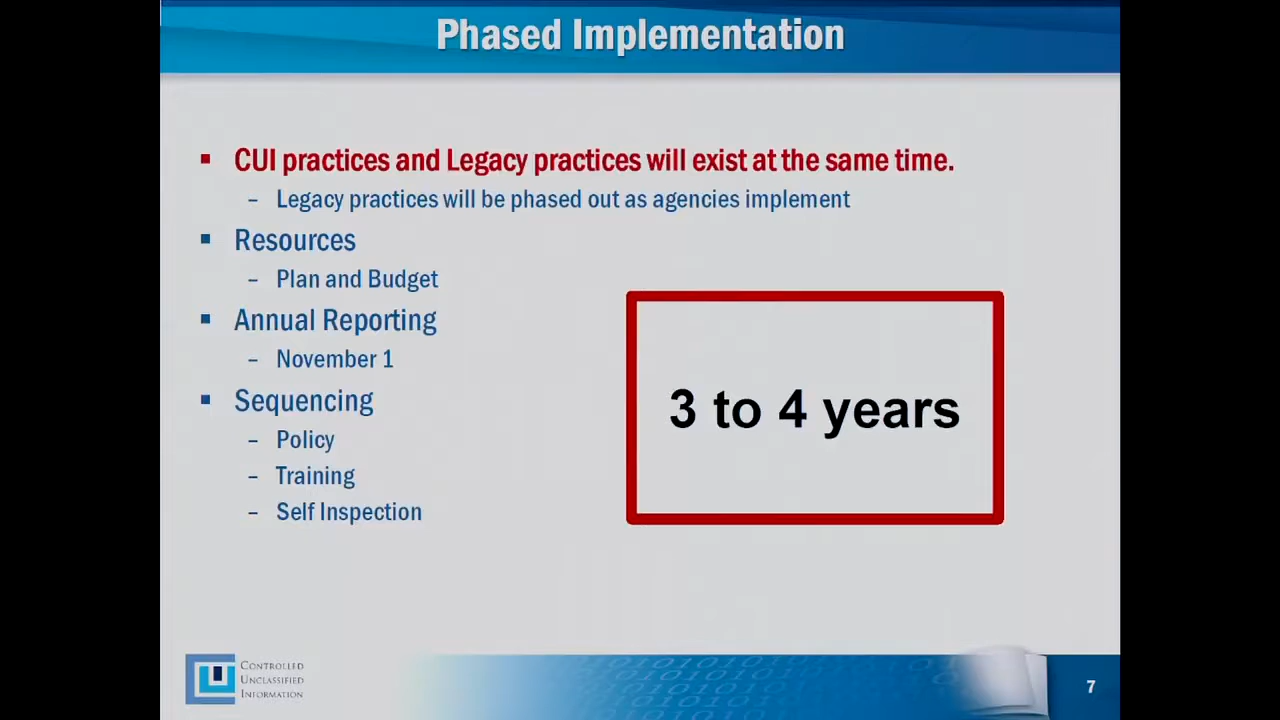 Phased Implementation
▪ CUI practices and Legacy practices will exist at the same time.
– Legacy practices will be phased out as agencies implement
▪ Resources
– Plan and Budget
▪ Annual Reporting
– November 1
▪ Sequencing
– Policy
– Training
– Self Inspection
3 to 4 years
CONTROLLED
UNCLASSIFIED
INFORMATION
7